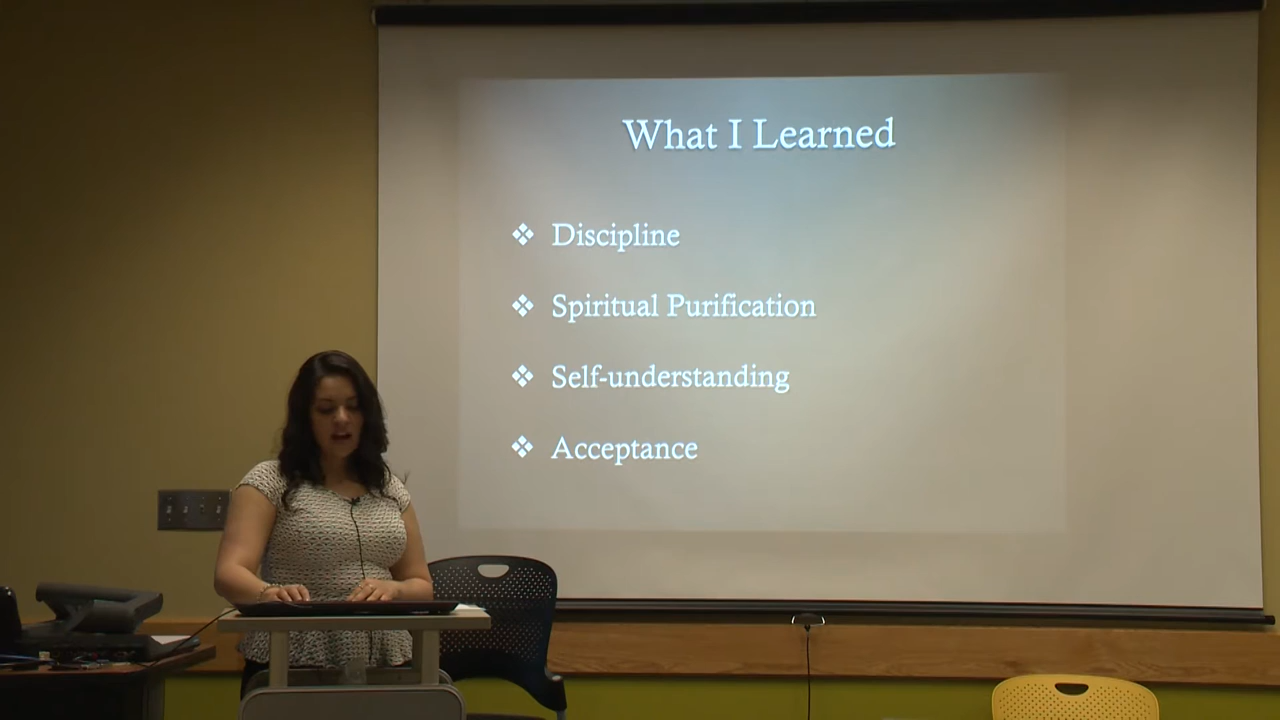 What I Learned
❖ Discipline
❖ Spiritual Purification
❖ Self-understanding
❖ Acceptance